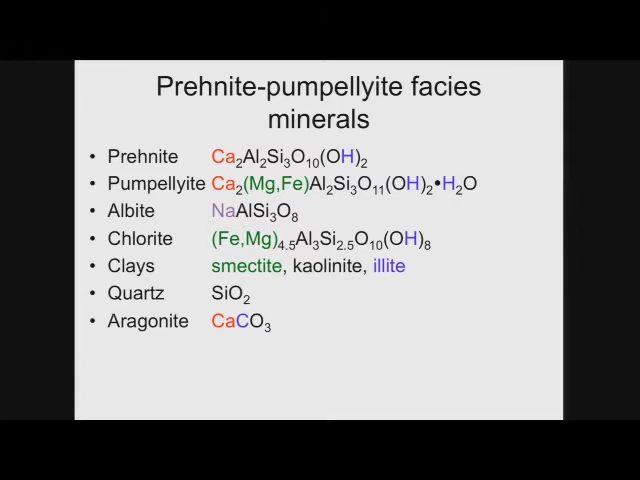 Prehnite-pumpellyite facies
minerals
• Prehnite Ca₂Al₂Si₃O₁₀(OH)₂
• Pumpellyite Ca₂(Mg,Fe)Al₂Si₃O₁₁(OH)₂•H₂O
• Albite NaAlSi₃O₈
• Chlorite (Fe,Mg)₄.₅Al₃Si₂.₅O₁₀(OH)₈
• Clays smectite, kaolinite, illite
• Quartz SiO₂
• Aragonite CaCO₃